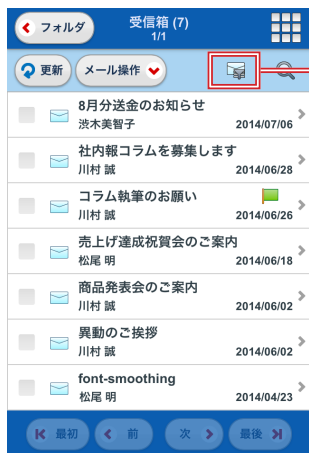 フォルダ
受信箱 (7)
1/1
更新
メール操作
8月分送金のお知らせ
渋木美智子
2014/07/06
社内報コラムを募集します
川村 誠
2014/06/28
コラム執筆のお願い
川村 誠
2014/06/26
売上げ達成祝賀会のご案内
松尾 明
2014/06/18
商品発表会のご案内
川村 誠
2014/06/02
異動のご挨拶
川村 誠
2014/06/02
font-smoothing
松尾 明
2014/04/23
最初
前
次
最後